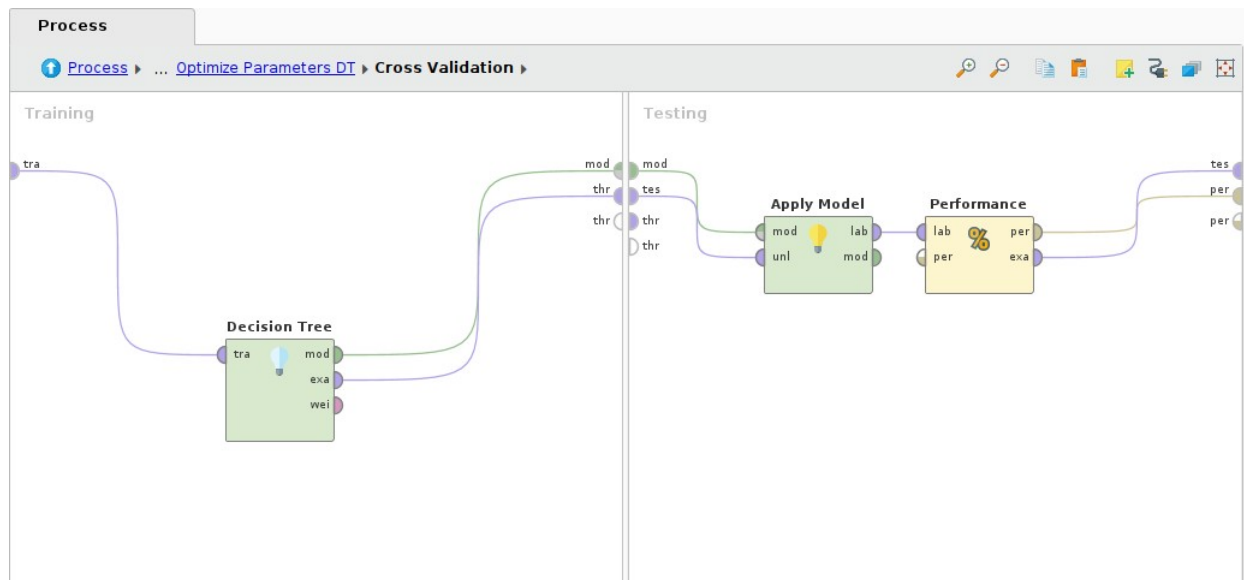 Process
Process ... Optimize Parameters DT Cross Validation
Training
Testing
tra
mod
thr
thr
mod
tes
thr
thr
tes
per
per
Decision Tree
tra
mod
exa
wei
Apply Model
mod
lab
unl
mod
Performance
lab
%
per
per
exa